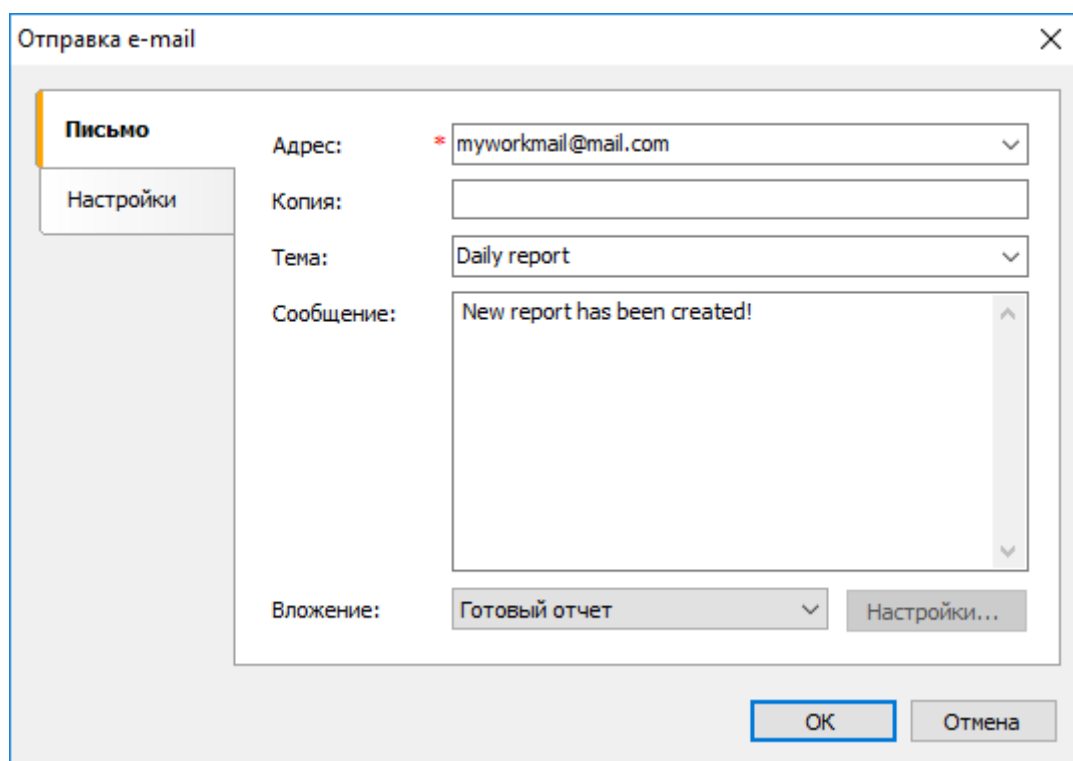 Отправка e-mail
Письмо
Настройки
Адрес: * myworkmail@mail.com
Копия:
Тема: Daily report
Сообщение: New report has been created!
Вложение: Готовый отчет Настройки...
OK Отмена